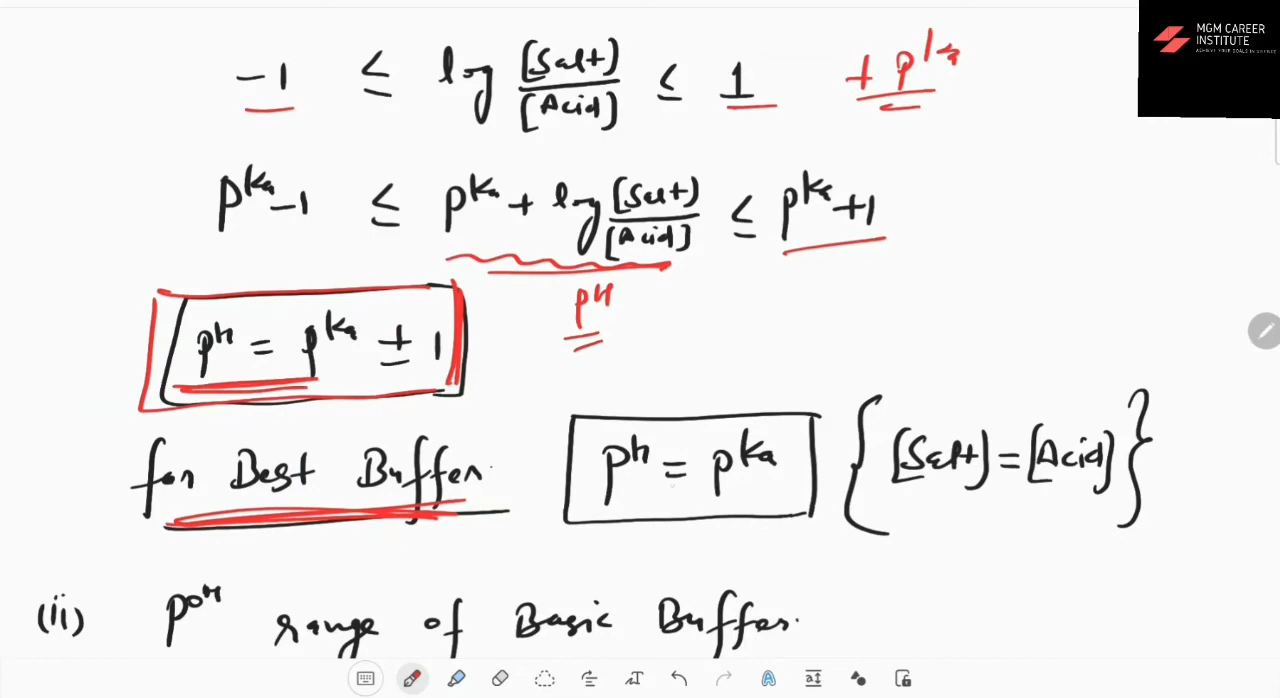 MGM CAREER
INSTITUTE
-1 ≤ log [Salt]/[Acid] ≤ 1 + pKa
pKa-1 ≤ pKa + log [Salt]/[Acid] ≤ pKa+1
pH
pH = pKa ± 1
for Best Buffer. pH = pKa {[Salt]=[Acid]}
(ii) pOH range of Basic Buffer.